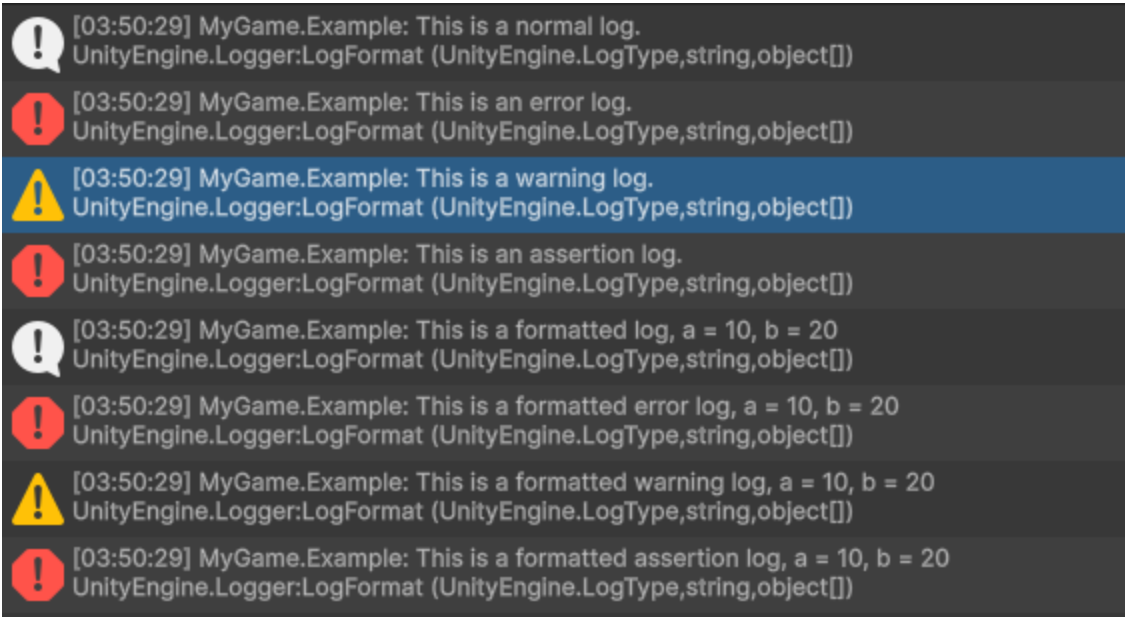 [03:50:29] MyGame.Example: This is a normal log.
UnityEngine.Logger:LogFormat (UnityEngine.LogType,string,object[])
[03:50:29] MyGame.Example: This is an error log.
UnityEngine.Logger:LogFormat (UnityEngine.LogType,string,object[])
[03:50:29] MyGame.Example: This is a warning log.
UnityEngine.Logger:LogFormat (UnityEngine.LogType,string,object[])
[03:50:29] MyGame.Example: This is an assertion log.
UnityEngine.Logger:LogFormat (UnityEngine.LogType,string,object[])
[03:50:29] MyGame.Example: This is a formatted log, a = 10, b = 20
UnityEngine.Logger:LogFormat (UnityEngine.LogType,string,object[])
[03:50:29] MyGame.Example: This is a formatted error log, a = 10, b = 20
UnityEngine.Logger:LogFormat (UnityEngine.LogType,string,object[])
[03:50:29] MyGame.Example: This is a formatted warning log, a = 10, b = 20
UnityEngine.Logger:LogFormat (UnityEngine.LogType,string,object[])
[03:50:29] MyGame.Example: This is a formatted assertion log, a = 10, b = 20
UnityEngine.Logger:LogFormat (UnityEngine.LogType,string,object[])